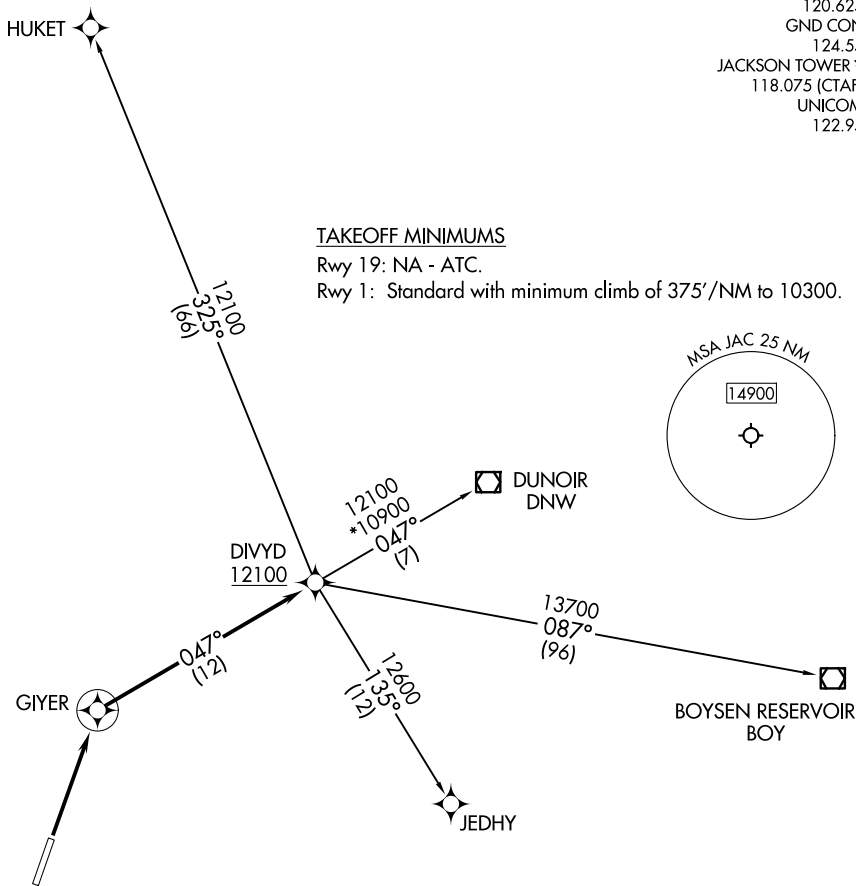 HUKET
120.625
GND CON
124.55
JACKSON TOWER
118.075 (CTAF
UNICOM
122.95
TAKEOFF MINIMUMS
Rwy 19: NA - ATC.
Rwy 1: Standard with minimum climb of 375'/NM to 10300.
12100
325°
(66)
MSA JAC 25 NM
14900
DUNOIR
DNW
12100
*10900
047°
(7)
DIVYD
12100
13700
087°
(96)
047°
(12)
12600
135°
(12)
GIYER
BOYSEN RESERVOIR
BOY
JEDHY